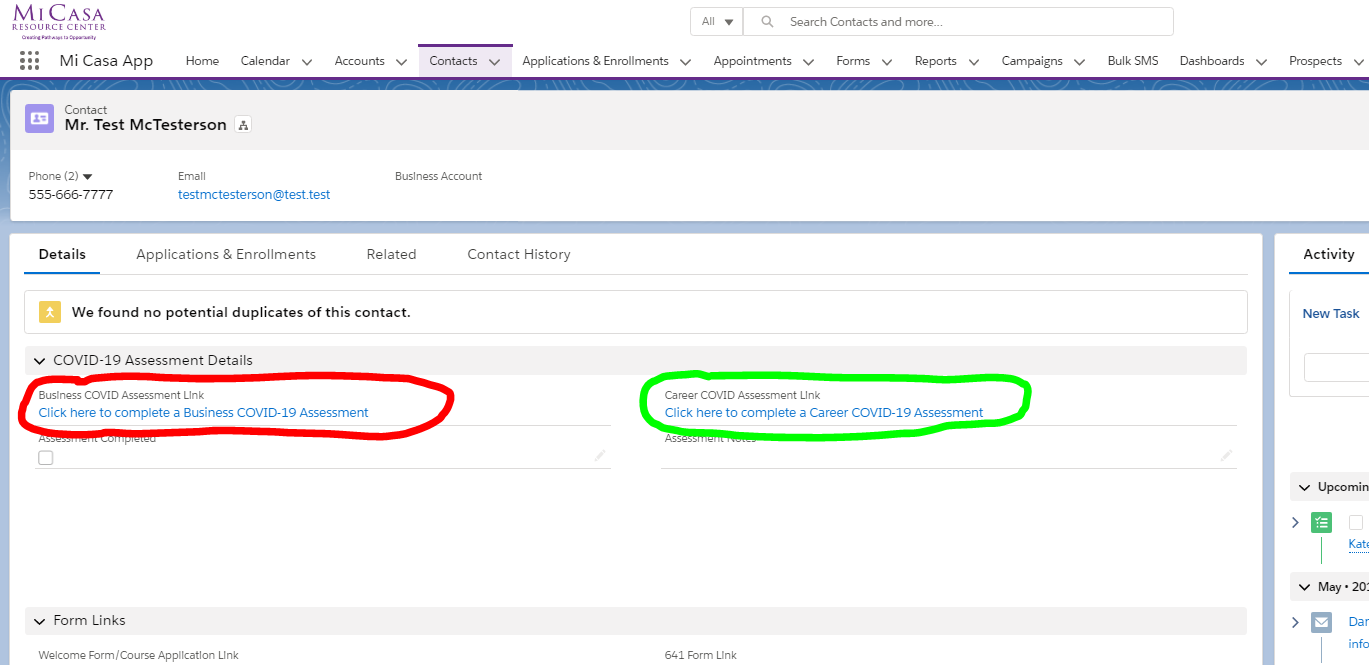 MI CASA
RESOURCE CENTER
Creating Pathways to Opportunity
All
Search Contacts and more...
Mi Casa App
Home
Calendar
Accounts
Contacts
Applications & Enrollments
Appointments
Forms
Reports
Campaigns
Bulk SMS
Dashboards
Prospects
Contact
Mr. Test McTesterson
Phone (2)
Email
Business Account
555-666-7777
testmctesterson@test.test
Details
Applications & Enrollments
Related
Contact History
We found no potential duplicates of this contact.
COVID-19 Assessment Details
Business COVID Assessment Link
Click here to complete a Business COVID-19 Assessment
Career COVID Assessment Link
Click here to complete a Career COVID-19 Assessment
Assessment Completed
Assessment Notes
Form Links
Welcome Form/Course Application Link
641 Form Link
Activity
New Task
Upcomin
Kate
May • 201
Dar
info